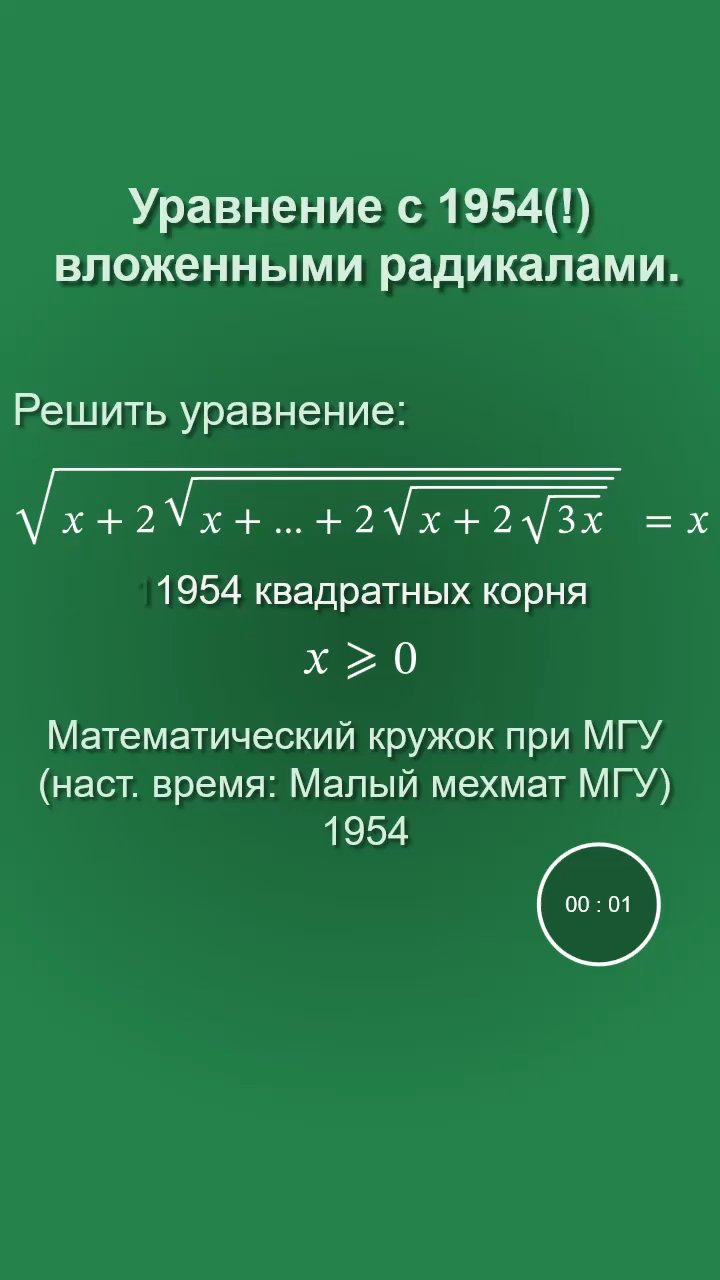 Уравнение с 1954(!)
вложенными радикалами.
Решить уравнение:
√(x + 2√(x + ... + 2√(x + 2√(3x)))) = x
1954 квадратных корня
x ⩾ 0
Математический кружок при МГУ
(наст. время: Малый мехмат МГУ)
1954
00 : 01